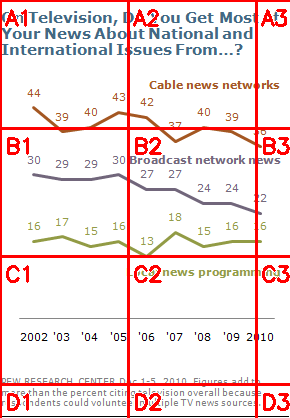 On Television, Do You Get Most of
Your News About National and
International Issues From...?
Cable news networks
44 39 40 43 42 37 40 39 36
Broadcast network news
30 29 29 30 27 27 24 24 22
Local news programming
16 17 15 16 13 18 15 16 16
2002 '03 '04 '05 '06 '07 '08 '09 2010
PEW RESEARCH CENTER Dec 1-5, 2010. Figures add to
more than the percent citing television overall because
respondents could volunteer multiple TV news sources.
A1 A2 A3
B1 B2 B3
C1 C2 C3
D1 D2 D3